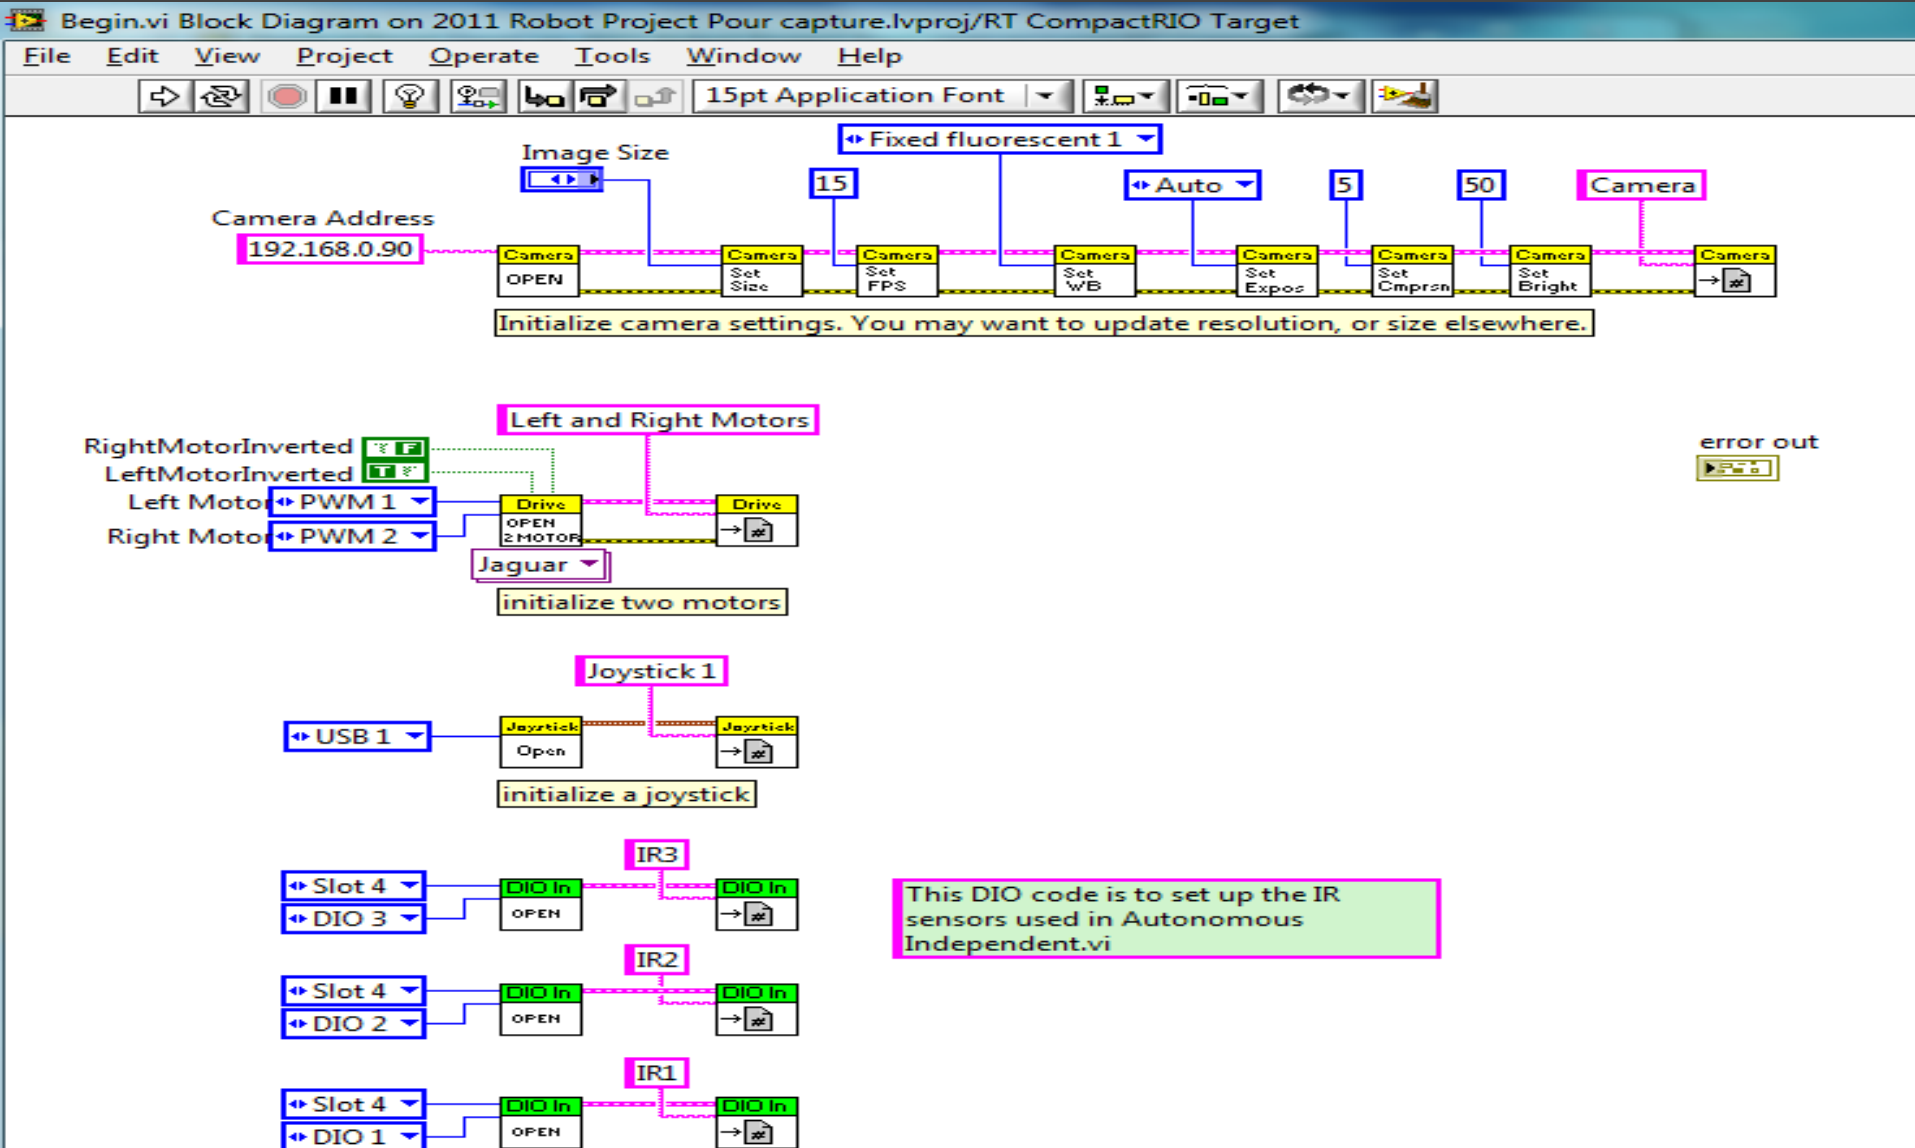 Begin.vi Block Diagram on 2011 Robot Project Pour capture.lvproj/RT CompactRIO Target
File Edit View Project Operate Tools Window Help
15pt Application Font
Fixed fluorescent 1
Image Size
15
Auto
5
50
Camera
Camera Address
192.168.0.90
Camera OPEN
Camera Set Size
Camera Set FPS
Camera Set WB
Camera Set Expos
Camera Set Cmprsn
Camera Set Bright
Camera
Initialize camera settings. You may want to update resolution, or size elsewhere.
Left and Right Motors
RightMotorInverted F
LeftMotorInverted T
error out
Left Motor PWM 1
Right Motor PWM 2
Drive OPEN 2 MOTOR
Drive
Jaguar
initialize two motors
Joystick 1
USB 1
Joystick Open
Joystick
initialize a joystick
IR3
Slot 4
DIO 3
DIO In OPEN
DIO In
This DIO code is to set up the IR
sensors used in Autonomous
Independent.vi
IR2
Slot 4
DIO 2
DIO In OPEN
DIO In
IR1
Slot 4
DIO 1
DIO In OPEN
DIO In